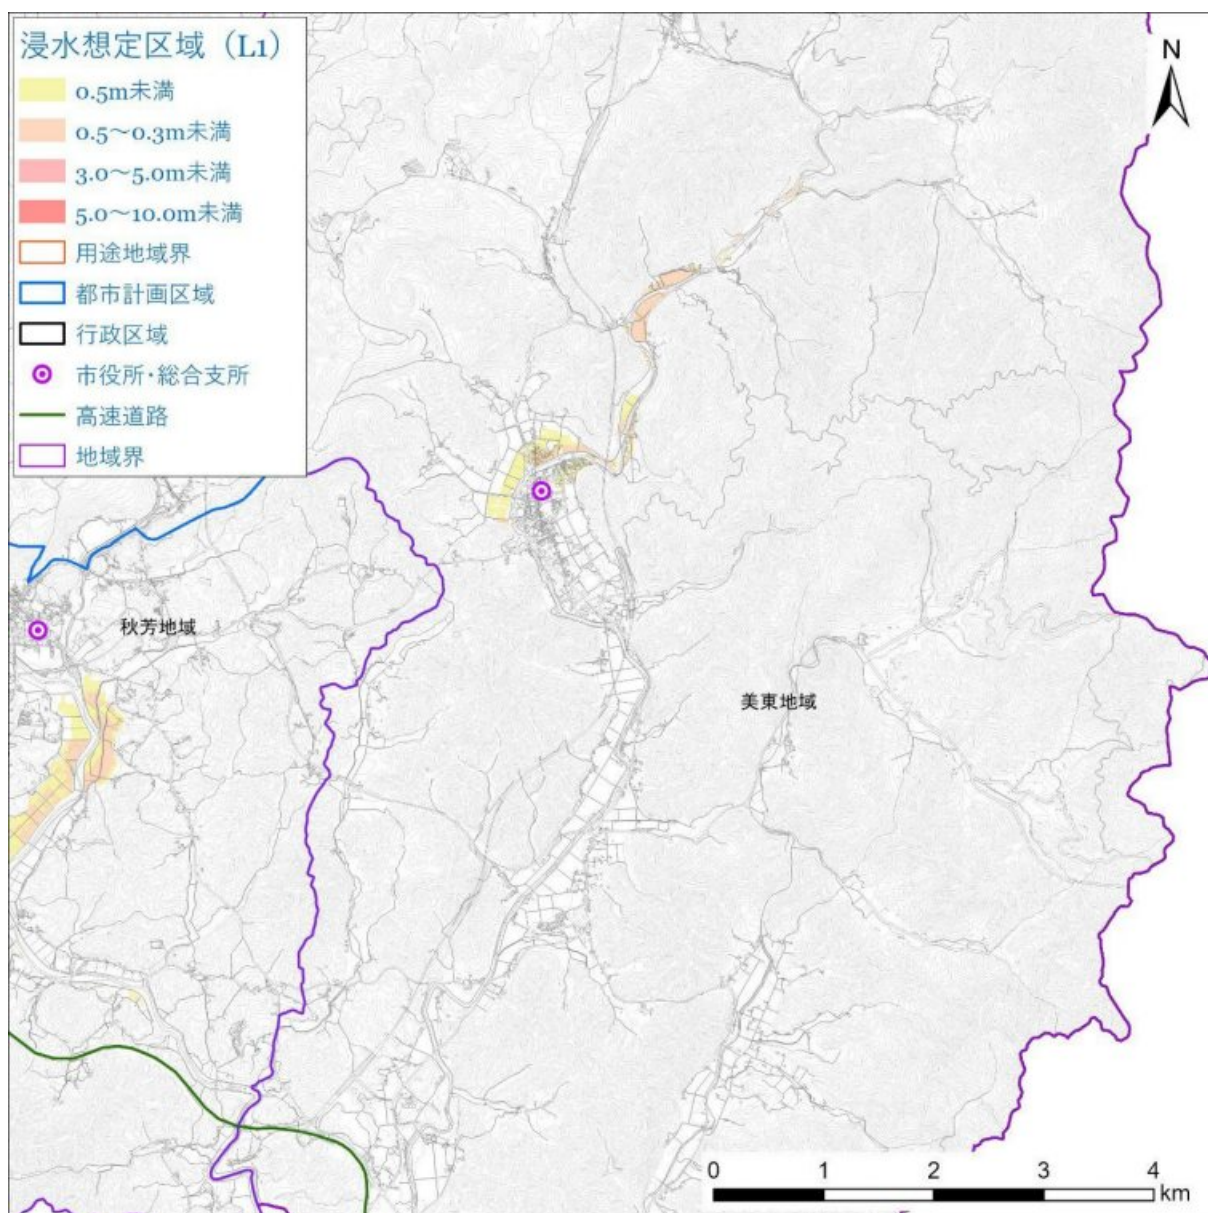 浸水想定区域（L1）
0.5m未満
0.5～0.3m未満
3.0～5.0m未満
5.0～10.0m未満
用途地域界
都市計画区域
行政区域
市役所・総合支所
高速道路
地域界
N
秋芳地域
美東地域
0 1 2 3 4
km